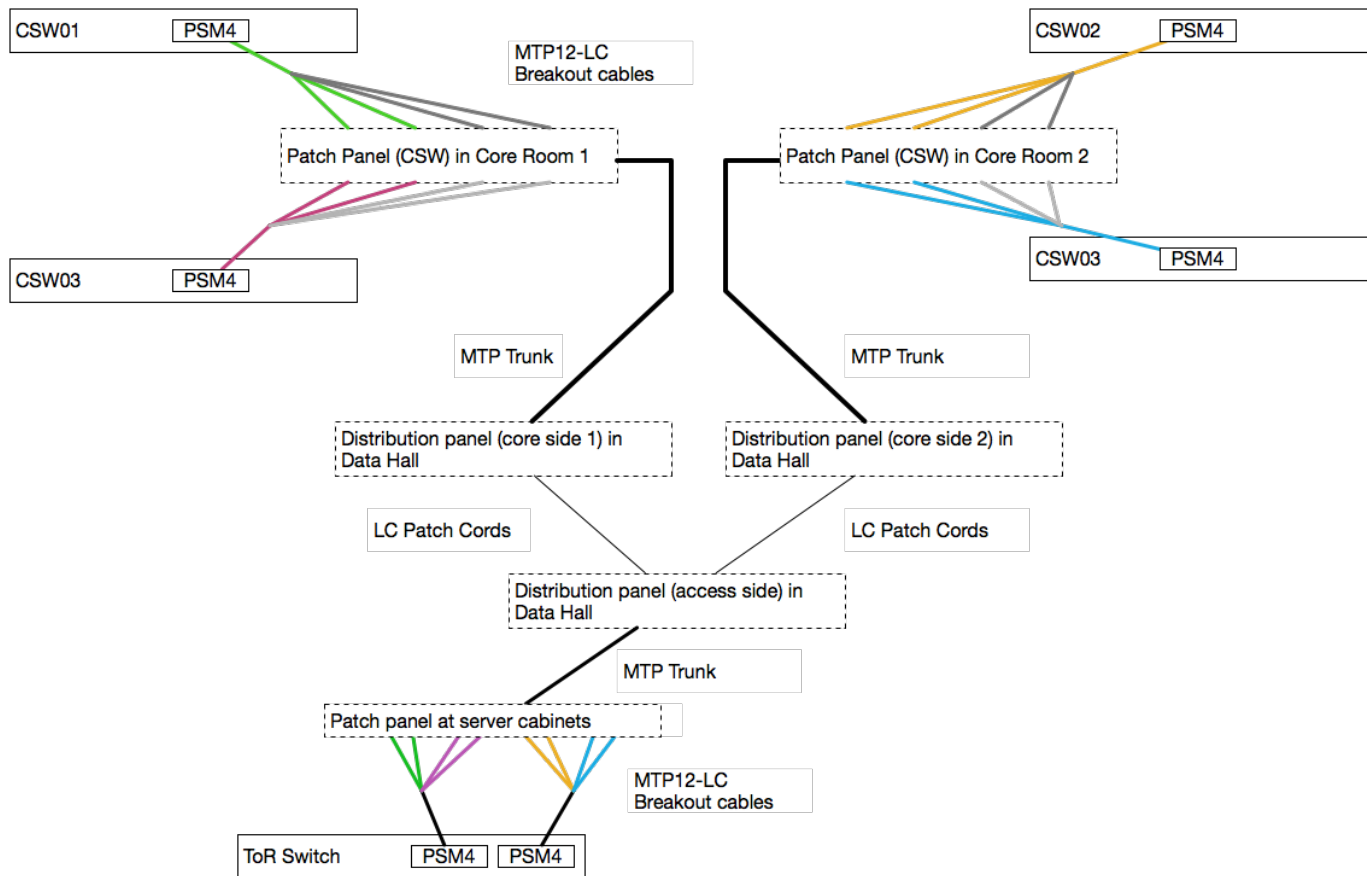 CSW01
PSM4
MTP12-LC
Breakout cables
CSW02
PSM4
Patch Panel (CSW) in Core Room 1
Patch Panel (CSW) in Core Room 2
CSW03
PSM4
CSW03
PSM4
MTP Trunk
MTP Trunk
Distribution panel (core side 1) in
Data Hall
Distribution panel (core side 2) in
Data Hall
LC Patch Cords
LC Patch Cords
Distribution panel (access side) in
Data Hall
MTP Trunk
Patch panel at server cabinets
MTP12-LC
Breakout cables
ToR Switch
PSM4
PSM4